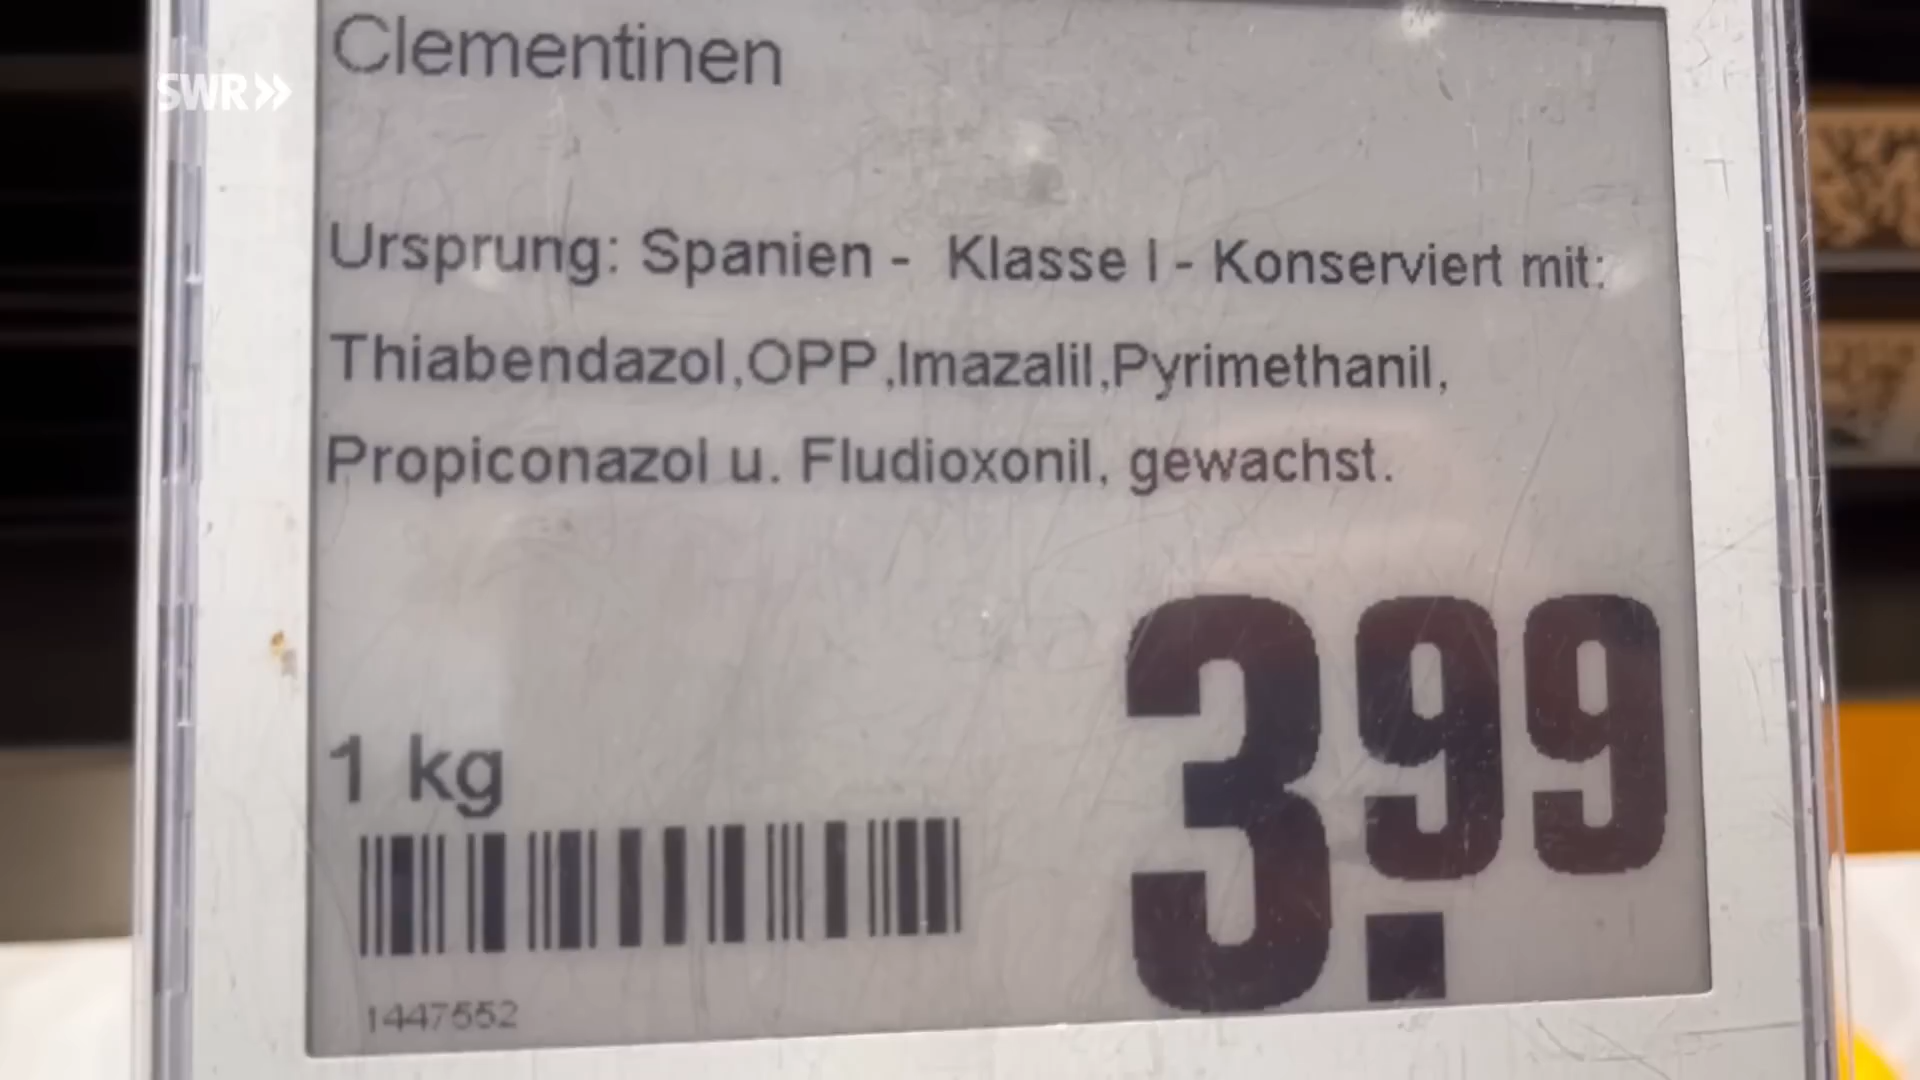 Clementinen
SWR»
Ursprung: Spanien - Klasse I - Konserviert mit:
Thiabendazol,OPP,Imazalil,Pyrimethanil,
Propiconazol u. Fludioxonil, gewachst.
3.99
1 kg
1447552